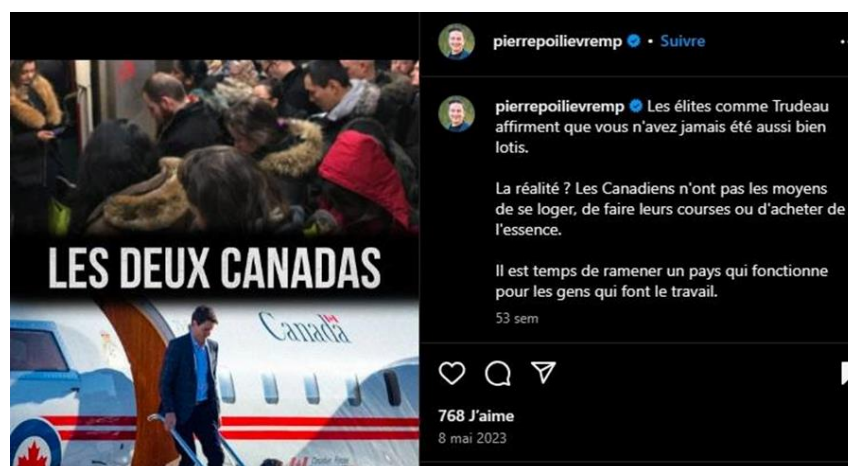 LES DEUX CANADAS
Canada
pierrepoilievremp • Suivre
pierrepoilievremp Les élites comme Trudeau
affirment que vous n'avez jamais été aussi bien
lotis.
La réalité ? Les Canadiens n'ont pas les moyens
de se loger, de faire leurs courses ou d'acheter de
l'essence.
Il est temps de ramener un pays qui fonctionne
pour les gens qui font le travail.
53 sem
768 J'aime
8 mai 2023